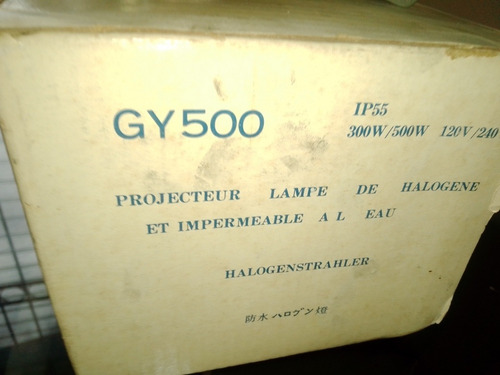 IP55
GY500 300W/500W 120V/240
PROJECTEUR LAMPE DE HALOGENE
ET IMPERMEABLE A L EAU
HALOGENSTRAHLER
防水ハロゲン燈